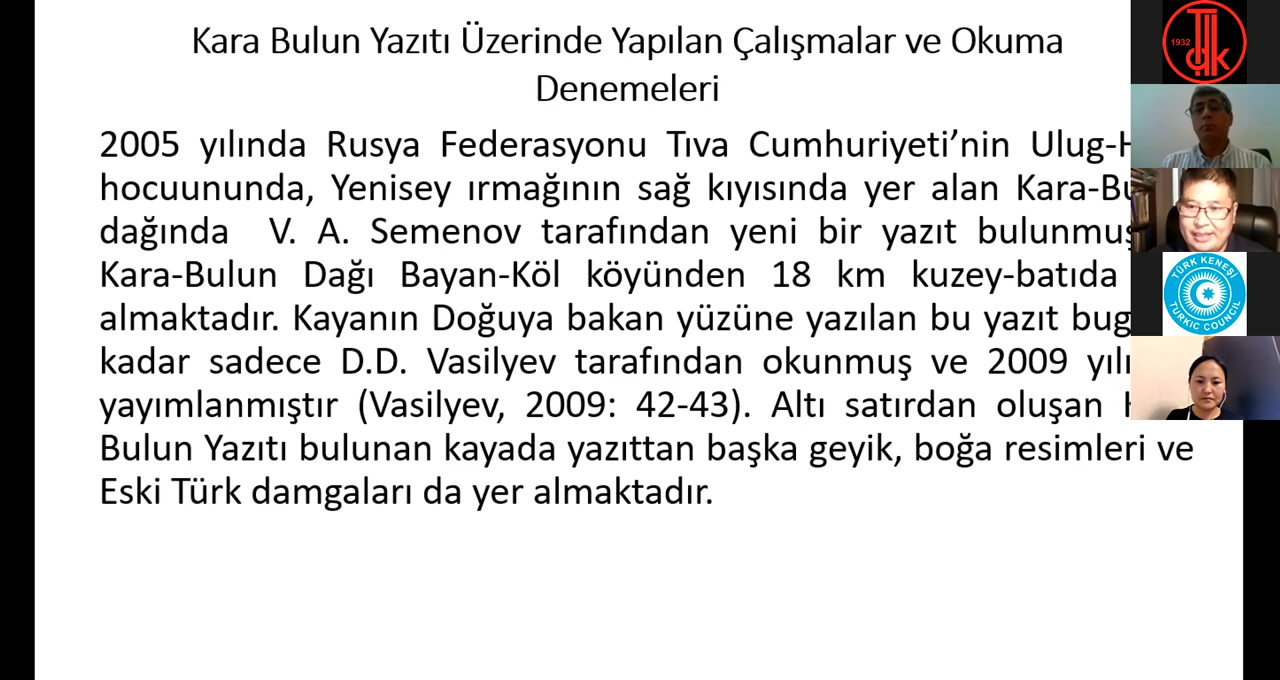 Kara Bulun Yazıtı Üzerinde Yapılan Çalışmalar ve Okuma
Denemeleri
2005 yılında Rusya Federasyonu Tıva Cumhuriyeti’nin Ulug-
hocuununda, Yenisey ırmağının sağ kıyısında yer alan
dağında V. A. Semenov tarafından yeni bir yazıt
Kara-Bulun Dağı Bayan-Köl köyünden 18 km kuzey-batıda
almaktadır. Kayanın Doğuya bakan yüzüne yazılan bu yazıt
kadar sadece D.D. Vasilyev tarafından okunmuş ve 2009
yayımlanmıştır (Vasilyev, 2009: 42-43). Altı satırdan oluşan
Bulun Yazıtı bulunan kayada yazıttan başka geyik, boğa resimleri ve
Eski Türk damgaları da yer almaktadır.
1932
TÜRK KENEŞİ
TURKIC COUNCIL